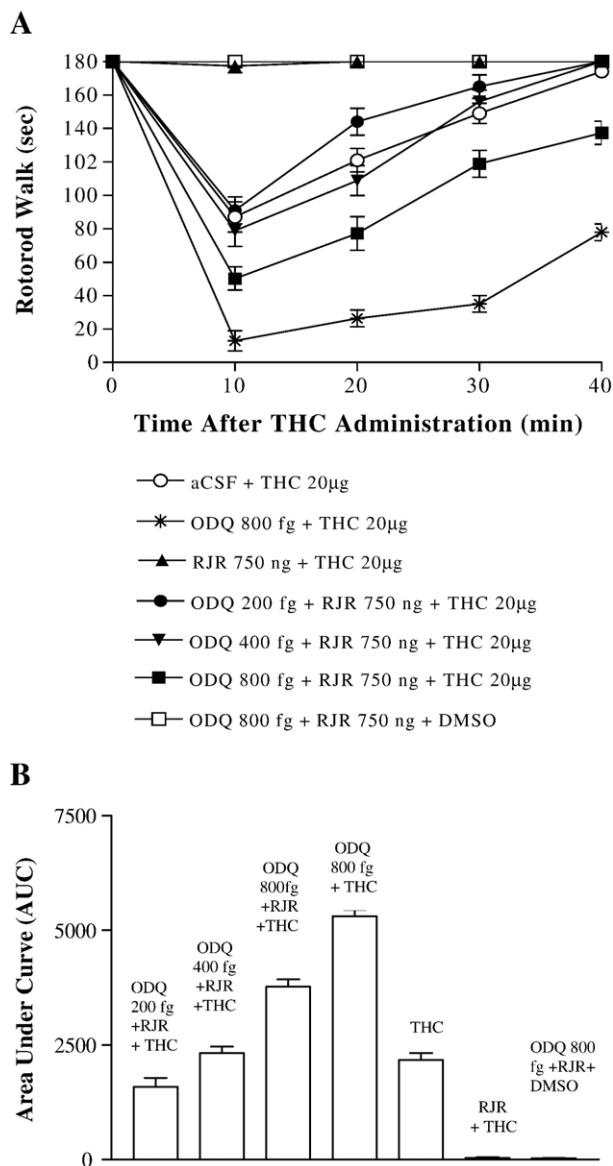 A
180
160
140
102
80
60
40
20
0
Rotorod Walk (sec)
0 10 20 30 40
Time After THC Administration (min)
aCSF + THC 20µg
ODQ 800 fg + THC 20µg
RJR 750 ng + THC 20µg
ODQ 200 fg + RJR 750 ng + THC 20µg
ODQ 400 fg + RJR 750 ng + THC 20µg
ODQ 800 fg + RJR 750 ng + THC 20µg
ODQ 800 fg + RJR 750 ng + DMSO
B
7500
5000
2500
0
Area Under Curve (AUC)
ODQ
200 fg
+RJR
+ THC
ODQ
400 fg
+RJR
+THC
ODQ
800fg
+RJR
+THC
ODQ
800 fg
+ THC
THC
RJR
+ THC
ODQ 800
fg +RJR+
DMSO